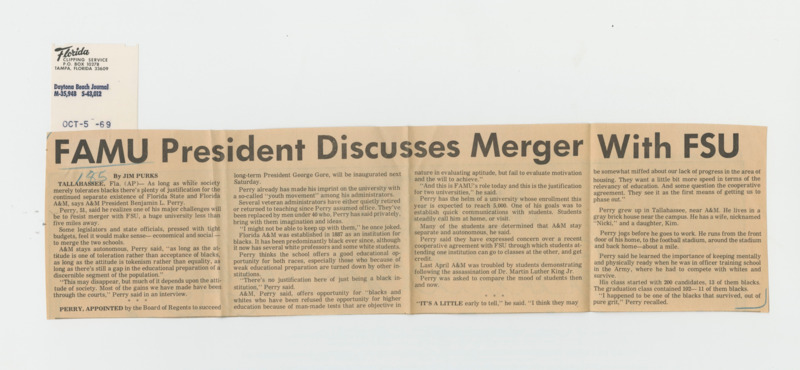 Florida
CLIPPING SERVICE
P.O. BOX 10278
TAMPA, FLORIDA 33609
Daytona Beach Journal
M-35,948 S-43,012
OCT-5 -69
FAMU President Discusses Merger With FSU
By JIM PURKS
TALLAHASSEE, Fla. (AP)— As long as white society
merely tolerates blacks there's plenty of justification for the
continued separate existence of Florida State and Florida
A&M, says A&M President Benjamin L. Perry.
Perry, 51, said he realizes one of his major challenges will
be to resist merger with FSU, a huge university less than
five miles away.
Some legislators and state officials, pressed with tight
budgets, feel it would make sense— economical and social —
to merge the two schools.
A&M stays autonomous, Perry said, "as long as the at-
titude is one of toleration rather than acceptance of blacks,
as long as the attitude is tokenism rather than equality, as
long as there's still a gap in the educational preparation of a
discernible segment of the population."
"This may disappear, but much of it depends upon the atti-
tude of society. Most of the gains we have made have been
through the courts," Perry said in an interview.
* * *
PERRY, APPOINTED by the Board of Regents to succeed
long-term President George Gore, will be inaugurated next
Saturday.
Perry already has made his imprint on the university with
a so-called "youth movement" among his administrators.
Several veteran administrators have either quietly retired
or returned to teaching since Perry assumed office. They've
been replaced by men under 40 who, Perry has said privately,
bring with them imagination and ideas.
"I might not be able to keep up with them," he once joked.
Florida A&M was established in 1887 as an institution for
blacks. It has been predominantly black ever since, although
it now has several white professors and some white students.
Perry thinks the school offers a good educational op-
portunity for both races, especially those who because of
weak educational preparation are turned down by other in-
stitutions.
"There's no justification here of just being a black in-
stitution," Perry said.
A&M, Perry said, offers opportunity for "blacks and
whites who have been refused the opportunity for higher
education because of man-made tests that are objective in
nature in evaluating aptitude, but fail to evaluate motivation
and the will to achieve."
"And this is FAMU's role today and this is the justification
for two universities," he said.
Perry has the helm of a university whose enrollment this
year is expected to reach 5,000. One of his goals was to
establish quick communications with students. Students
steadily call him at home, or visit.
Many of the students are determined that A&M stay
separate and autonomous, he said.
Perry said they have expressed concern over a recent
cooperative agreement with FSU through which students at-
tending one institution can go to classes at the other, and get
credit.
Last April A&M was troubled by students demonstrating
following the assassination of Dr. Martin Luther King Jr.
Perry was asked to compare the mood of students then
and now.
* * *
"IT'S A LITTLE early to tell," he said. "I think they may
be somewhat miffed about our lack of progress in the area of
housing. They want a little bit more speed in terms of the
relevancy of education. And some question the cooperative
agreement. They see it as the first means of getting us to
phase out."
Perry grew up in Tallahassee, near A&M. He lives in a
gray brick house near the campus. He has a wife, nicknamed
"Nicki," and a daughter, Kim.
Perry jogs before he goes to work. He runs from the front
door of his home, to the football stadium, around the stadium
and back home—about a mile.
Perry said he learned the importance of keeping mentally
and physically ready when he was in officer training school
in the Army, where he had to compete with whites and
survive.
His class started with 200 candidates, 13 of them blacks.
The graduation class contained 103— 11 of them blacks.
"I happened to be one of the blacks that survived, out of
pure grit," Perry recalled.